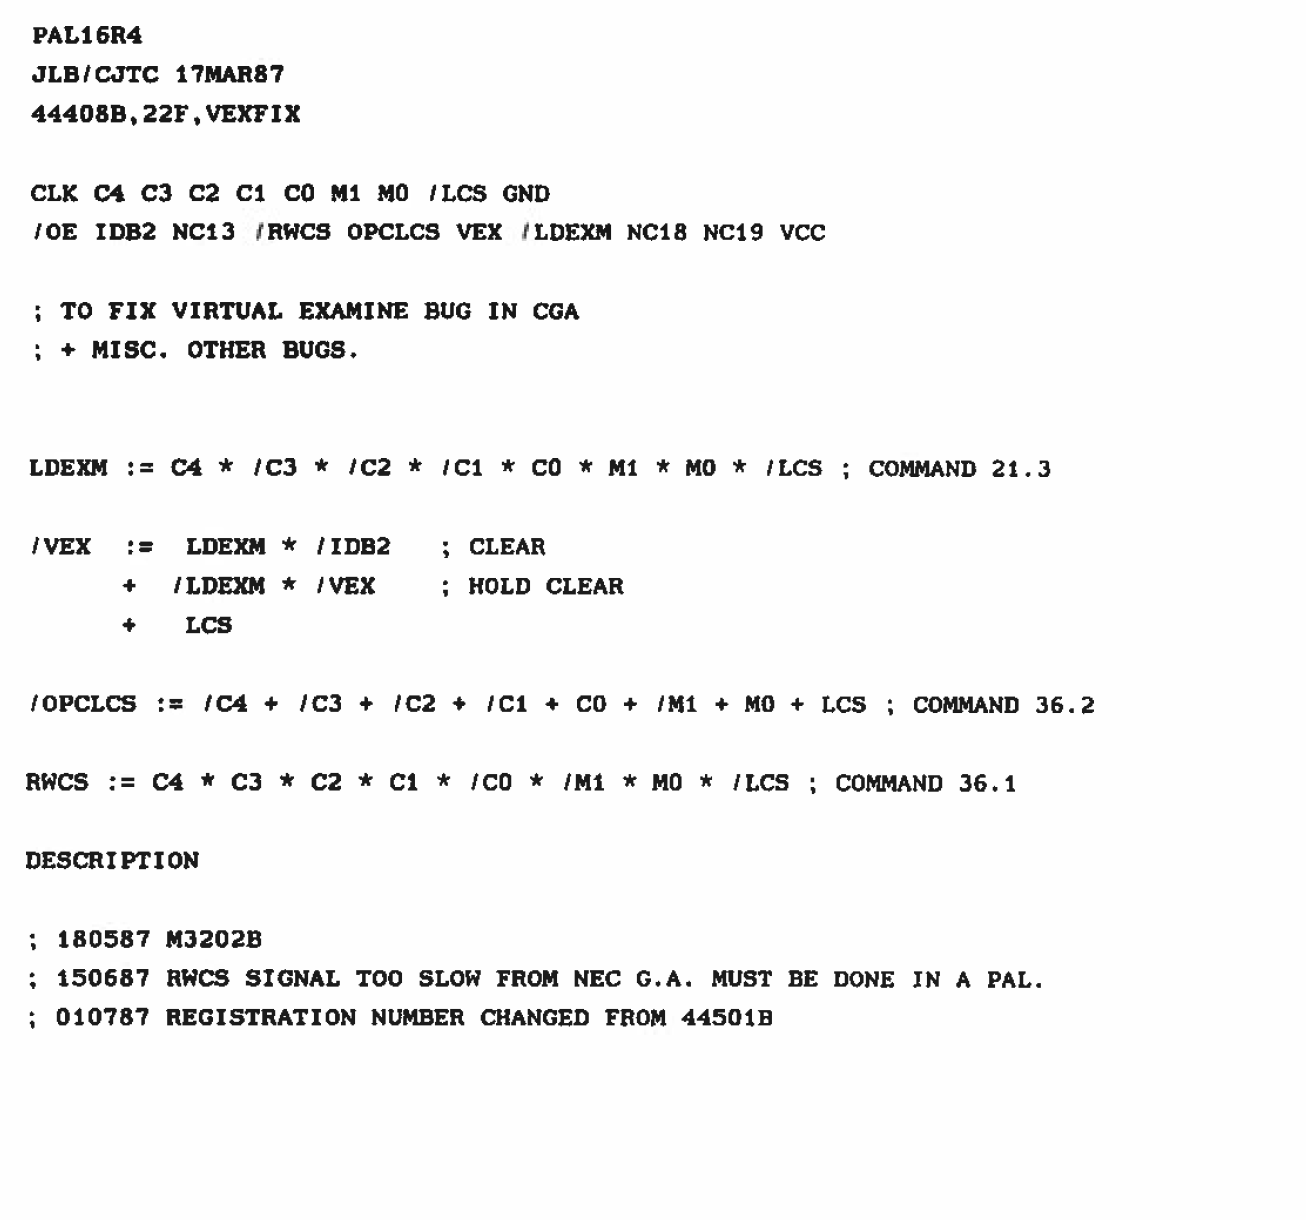 PAL16R4
JLB/CJTC 17MAR87
44408B,22F,VEXFIX
CLK C4 C3 C2 C1 C0 M1 M0 /LCS GND
/OE IDB2 NC13 /RWCS OPCLCS VEX /LDEXM NC18 NC19 VCC
; TO FIX VIRTUAL EXAMINE BUG IN CGA
; + MISC. OTHER BUGS.
LDEXM := C4 * /C3 * /C2 * /C1 * C0 * M1 * M0 * /LCS ; COMMAND 21.3
/VEX := LDEXM * /IDB2 ; CLEAR
+ /LDEXM * /VEX ; HOLD CLEAR
+ LCS
/OPCLCS := /C4 + /C3 + /C2 + /C1 + C0 + /M1 + M0 + LCS ; COMMAND 36.2
RWCS := C4 * C3 * C2 * C1 * /C0 * /M1 * M0 * /LCS ; COMMAND 36.1
DESCRIPTION
; 180587 M3202B
; 150687 RWCS SIGNAL TOO SLOW FROM NEC G.A. MUST BE DONE IN A PAL.
; 010787 REGISTRATION NUMBER CHANGED FROM 44501B